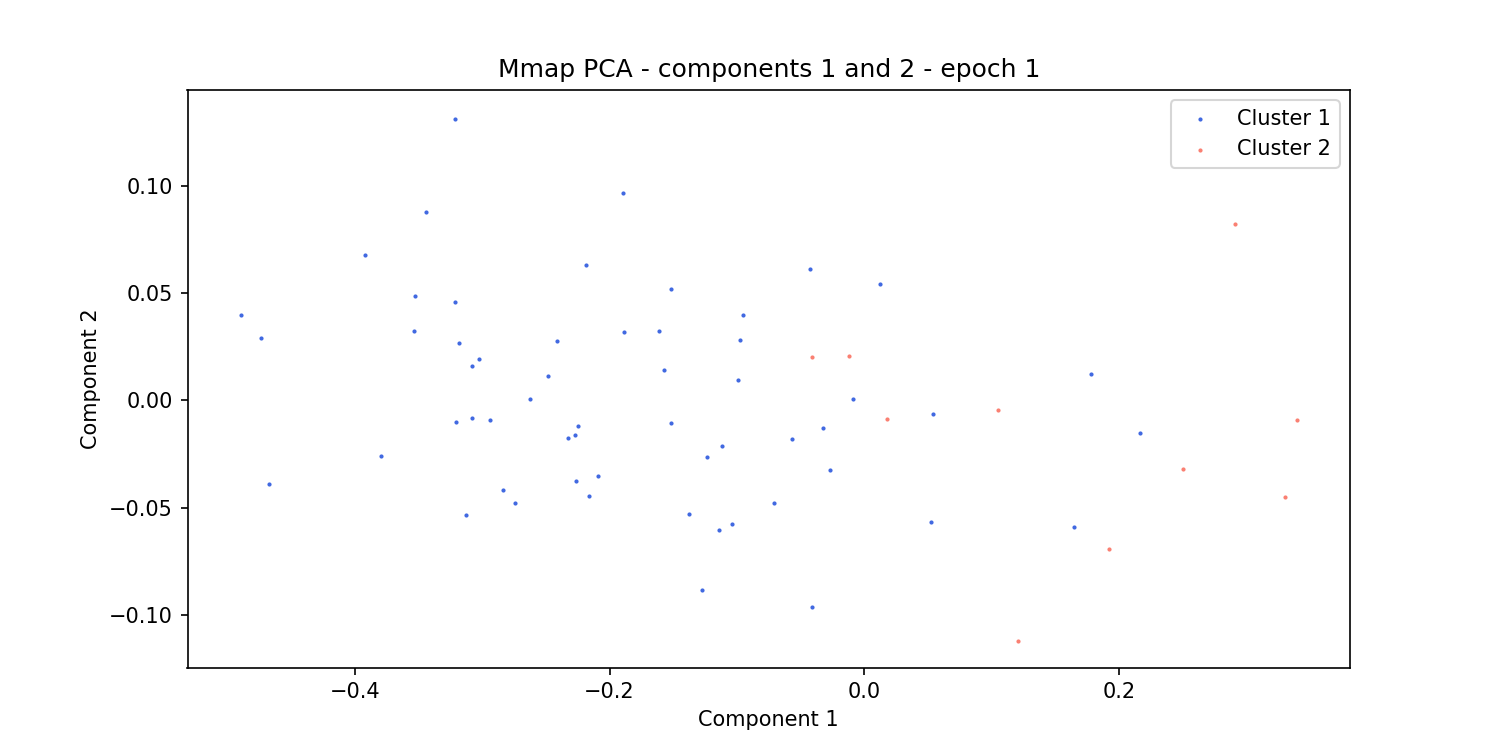 Mmap PCA - components 1 and 2 - epoch 1
Cluster 1
Cluster 2
0.10
0.05
0.00
−0.05
−0.10
Component 2
−0.4
−0.2
0.0
0.2
Component 1